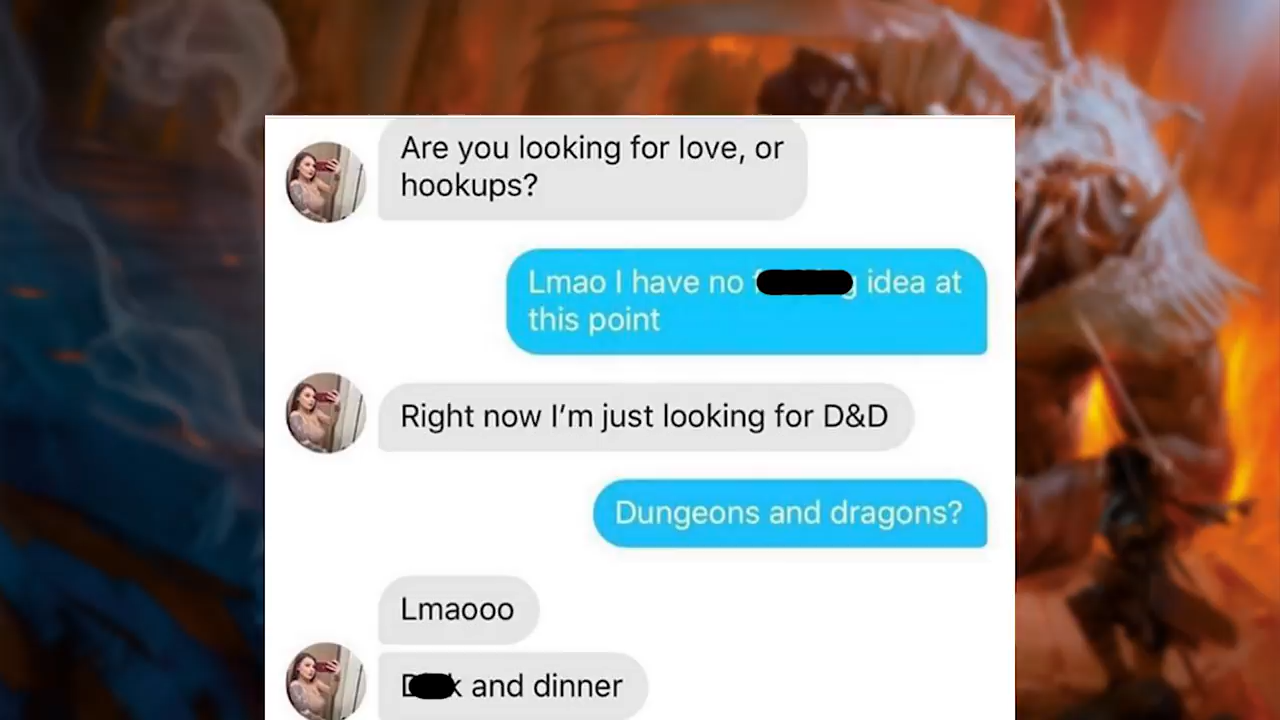 Are you looking for love, or
hookups?
Lmao I have no idea at
this point
Right now I'm just looking for D&D
Dungeons and dragons?
Lmaooo
and dinner